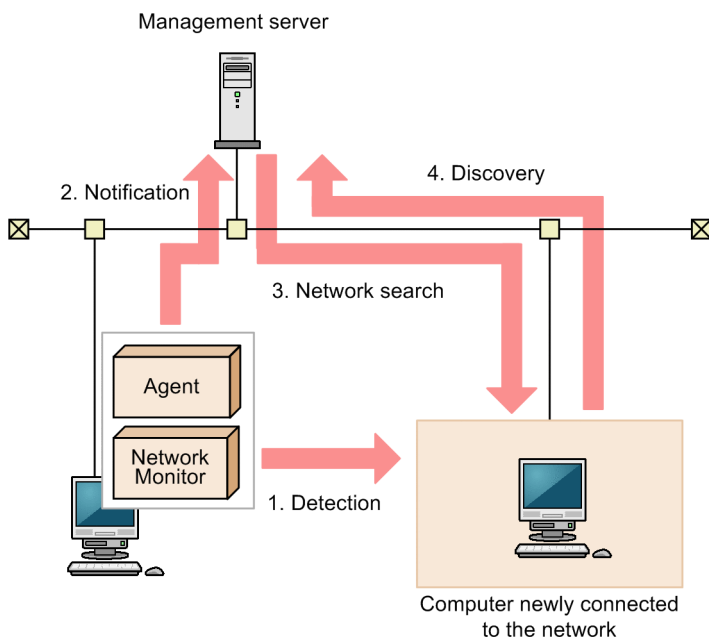 Management server
2. Notification
4. Discovery
3. Network search
Agent
Network
Monitor
1. Detection
Computer newly connected
to the network